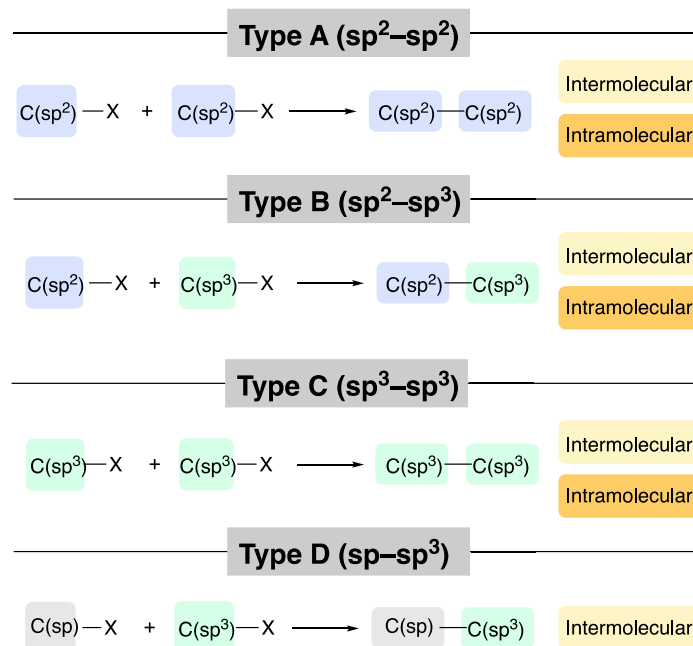 Type A (sp²–sp²)
C(sp²)—X + C(sp²)—X C(sp²)—C(sp²) Intermolecular
Intramolecular
Type B (sp²–sp³)
C(sp²)—X + C(sp³)—X C(sp²)—C(sp³) Intermolecular
Intramolecular
Type C (sp³–sp³)
C(sp³)—X + C(sp³)—X C(sp³)—C(sp³) Intermolecular
Intramolecular
Type D (sp–sp³)
C(sp)—X + C(sp³)—X C(sp)—C(sp³) Intermolecular